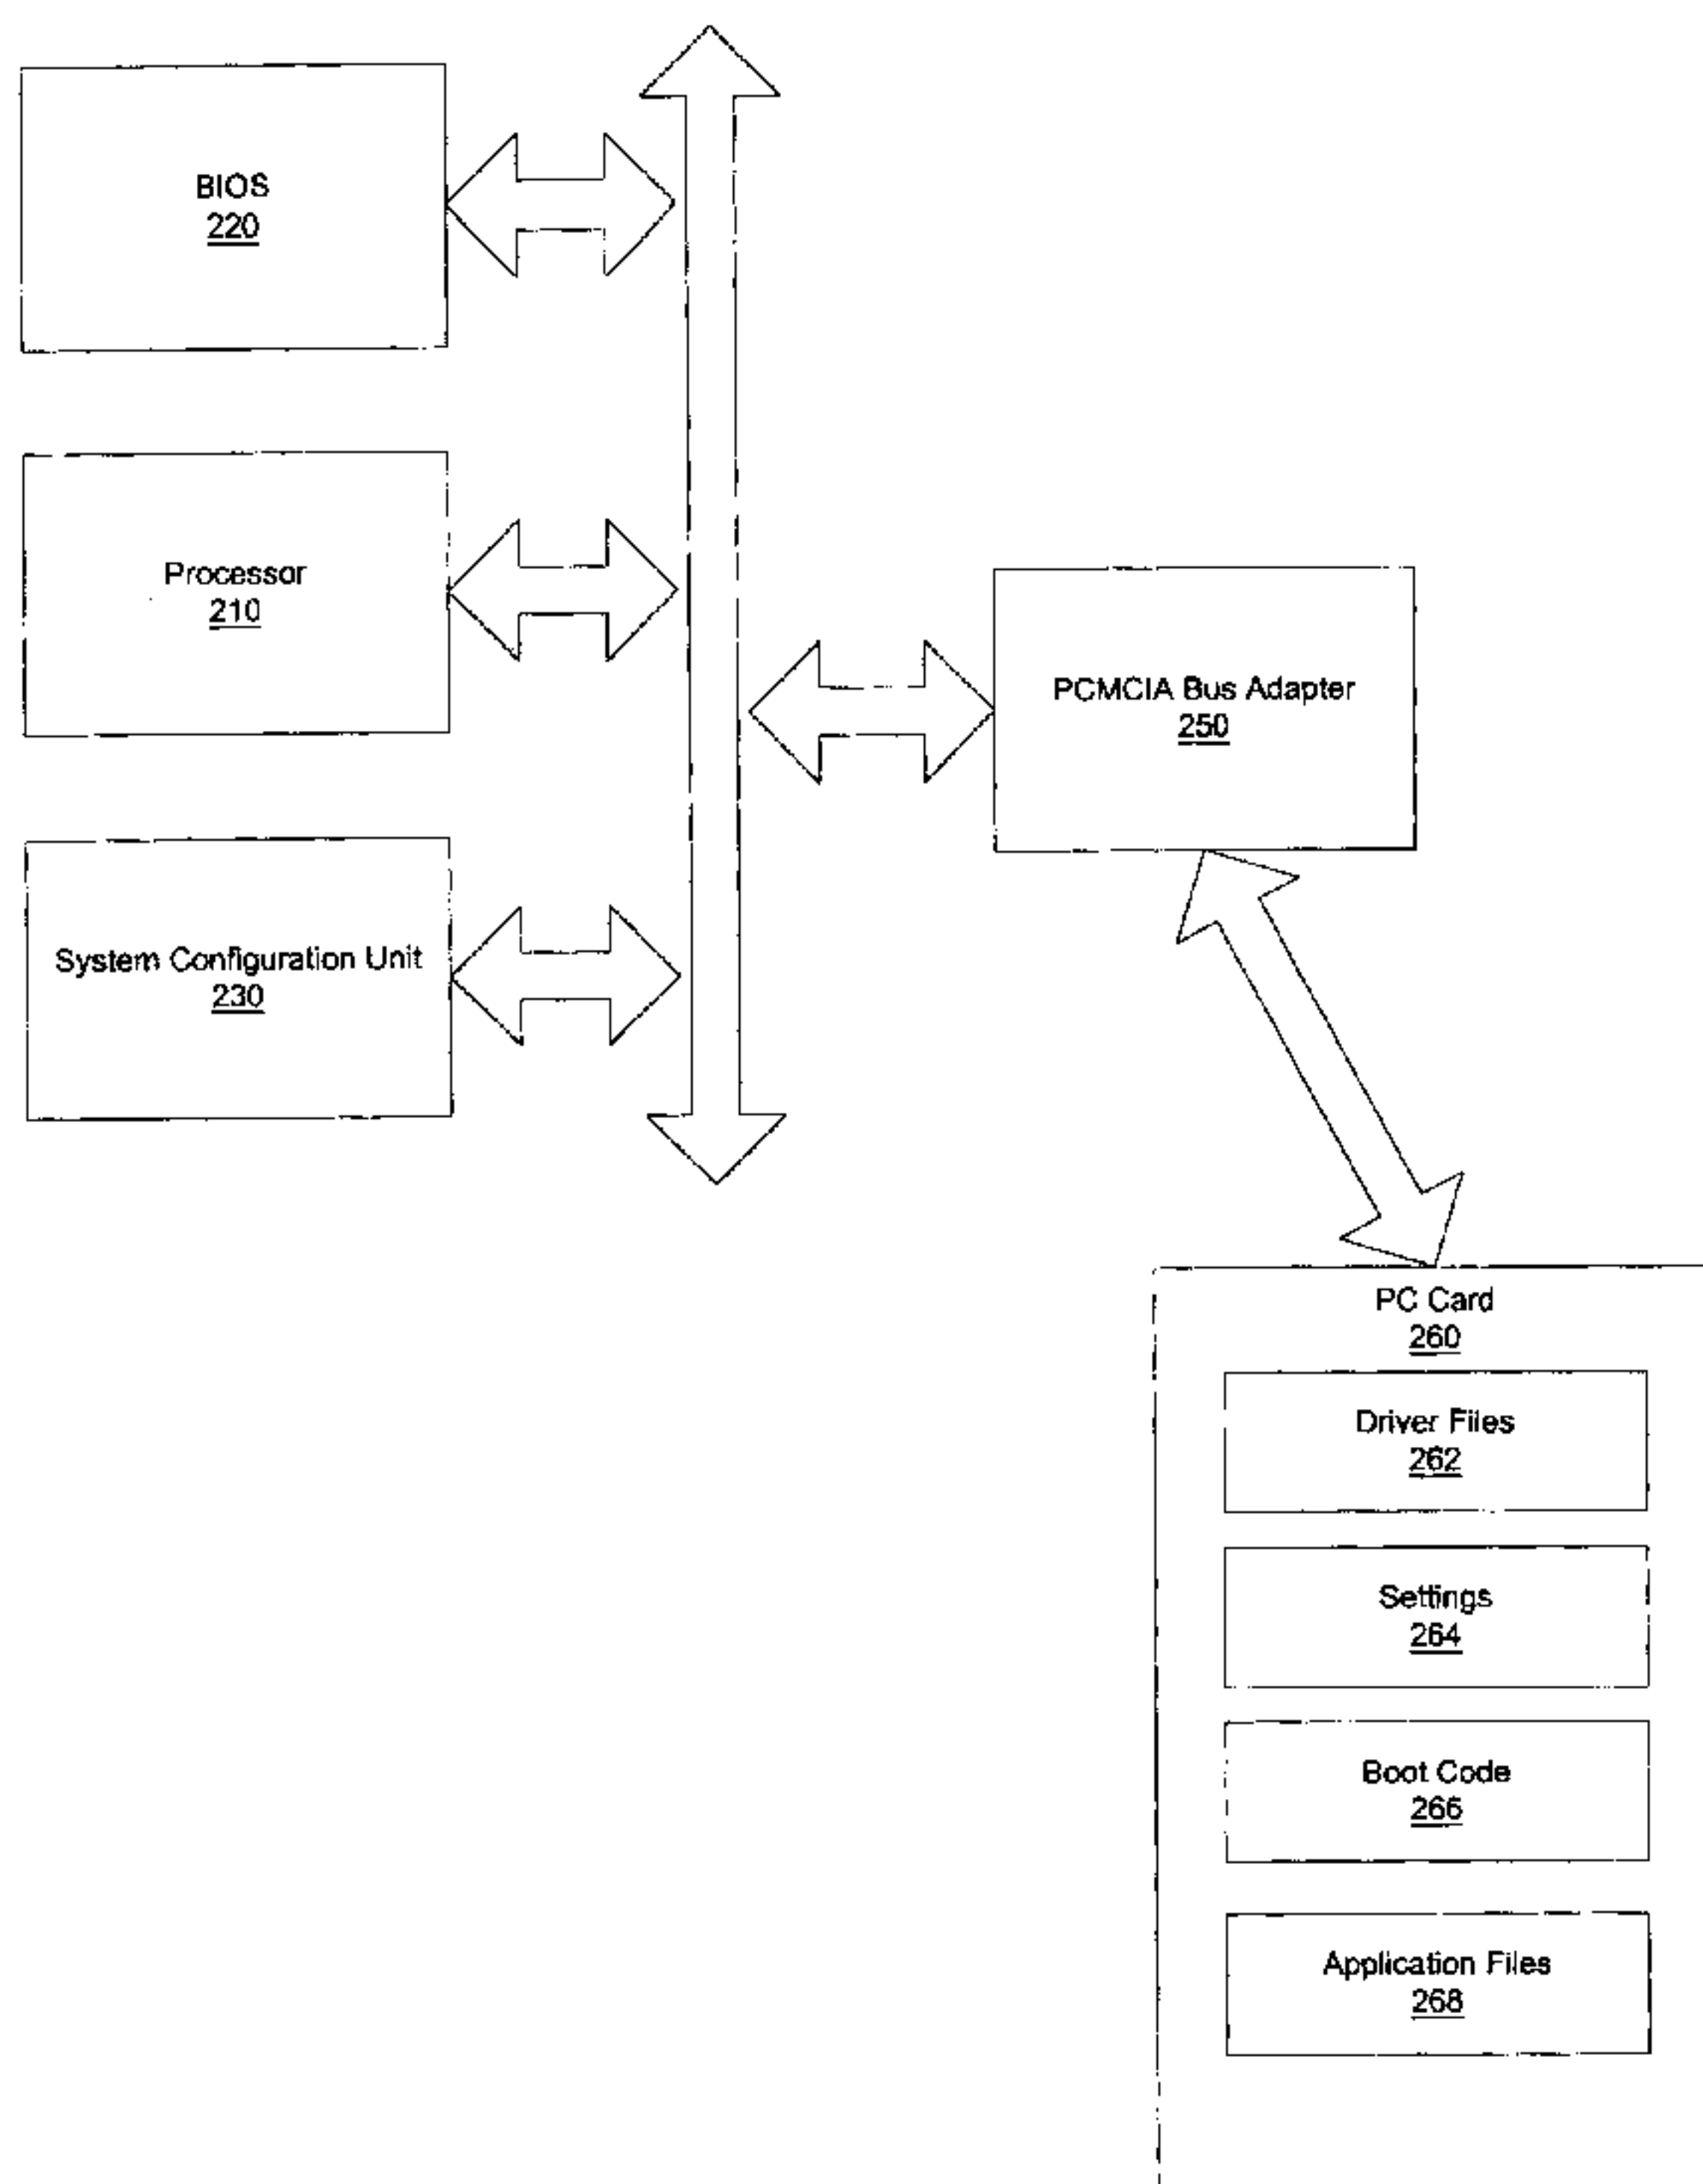 BIOS
220
Processor
210
System Configuration Unit
230
PCMCIA Bus Adapter
250
PC Card
260
Driver Files
262
Settings
264
Boot Code
266
Application Files
268